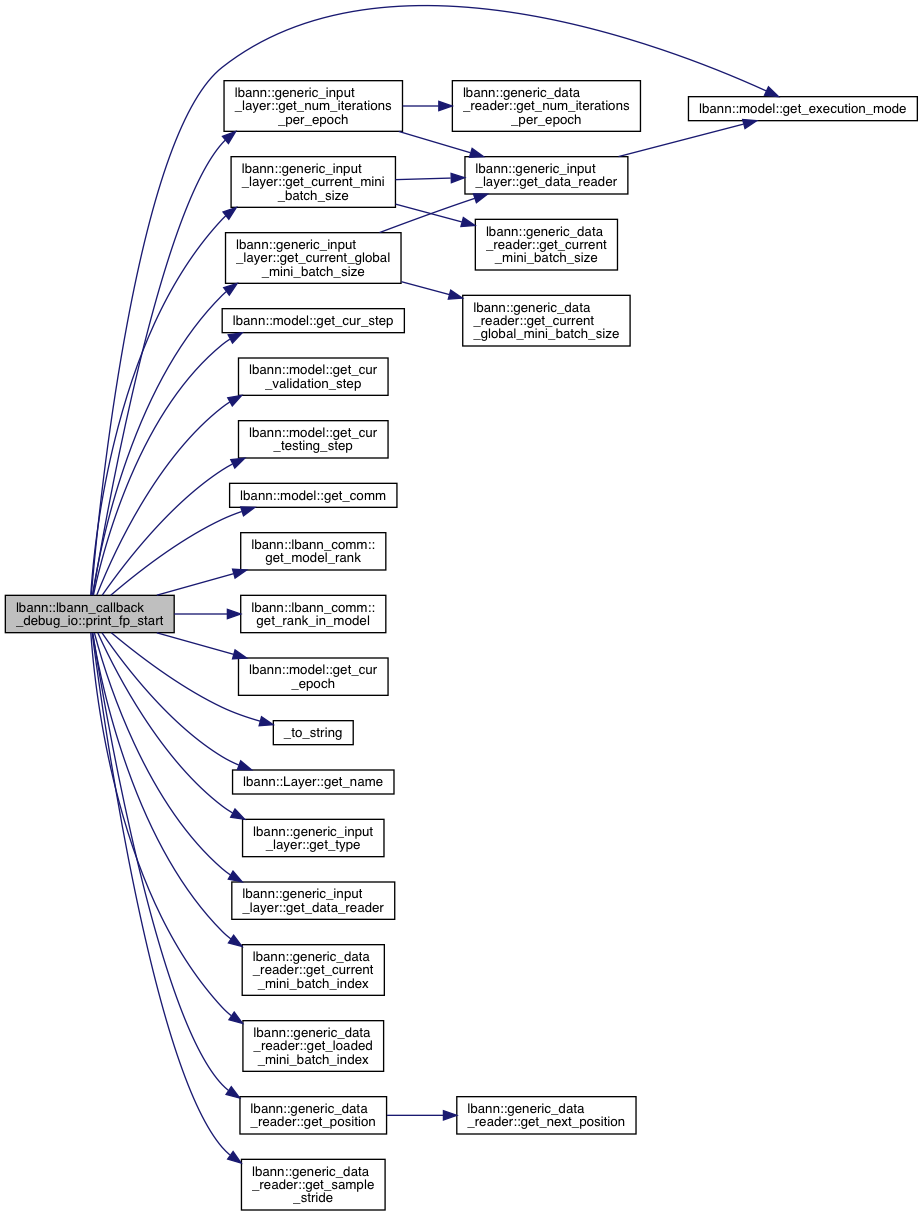 lbann::generic_input
_layer::get_num_iterations
_per_epoch
lbann::generic_data
_reader::get_num_iterations
_per_epoch
lbann::model::get_execution_mode
lbann::generic_input
_layer::get_current_mini
_batch_size
lbann::generic_input
_layer::get_data_reader
lbann::generic_data
_reader::get_current
_mini_batch_size
lbann::generic_input
_layer::get_current_global
_mini_batch_size
lbann::generic_data
_reader::get_current
_global_mini_batch_size
lbann::model::get_cur_step
lbann::model::get_cur
_validation_step
lbann::model::get_cur
_testing_step
lbann::model::get_comm
lbann::lbann_comm::
get_model_rank
lbann::lbann_callback
_debug_io::print_fp_start
lbann::lbann_comm::
get_rank_in_model
lbann::model::get_cur
_epoch
_to_string
lbann::Layer::get_name
lbann::generic_input
_layer::get_type
lbann::generic_input
_layer::get_data_reader
lbann::generic_data
_reader::get_current
_mini_batch_index
lbann::generic_data
_reader::get_loaded
_mini_batch_index
lbann::generic_data
_reader::get_position
lbann::generic_data
_reader::get_next_position
lbann::generic_data
_reader::get_sample
_stride